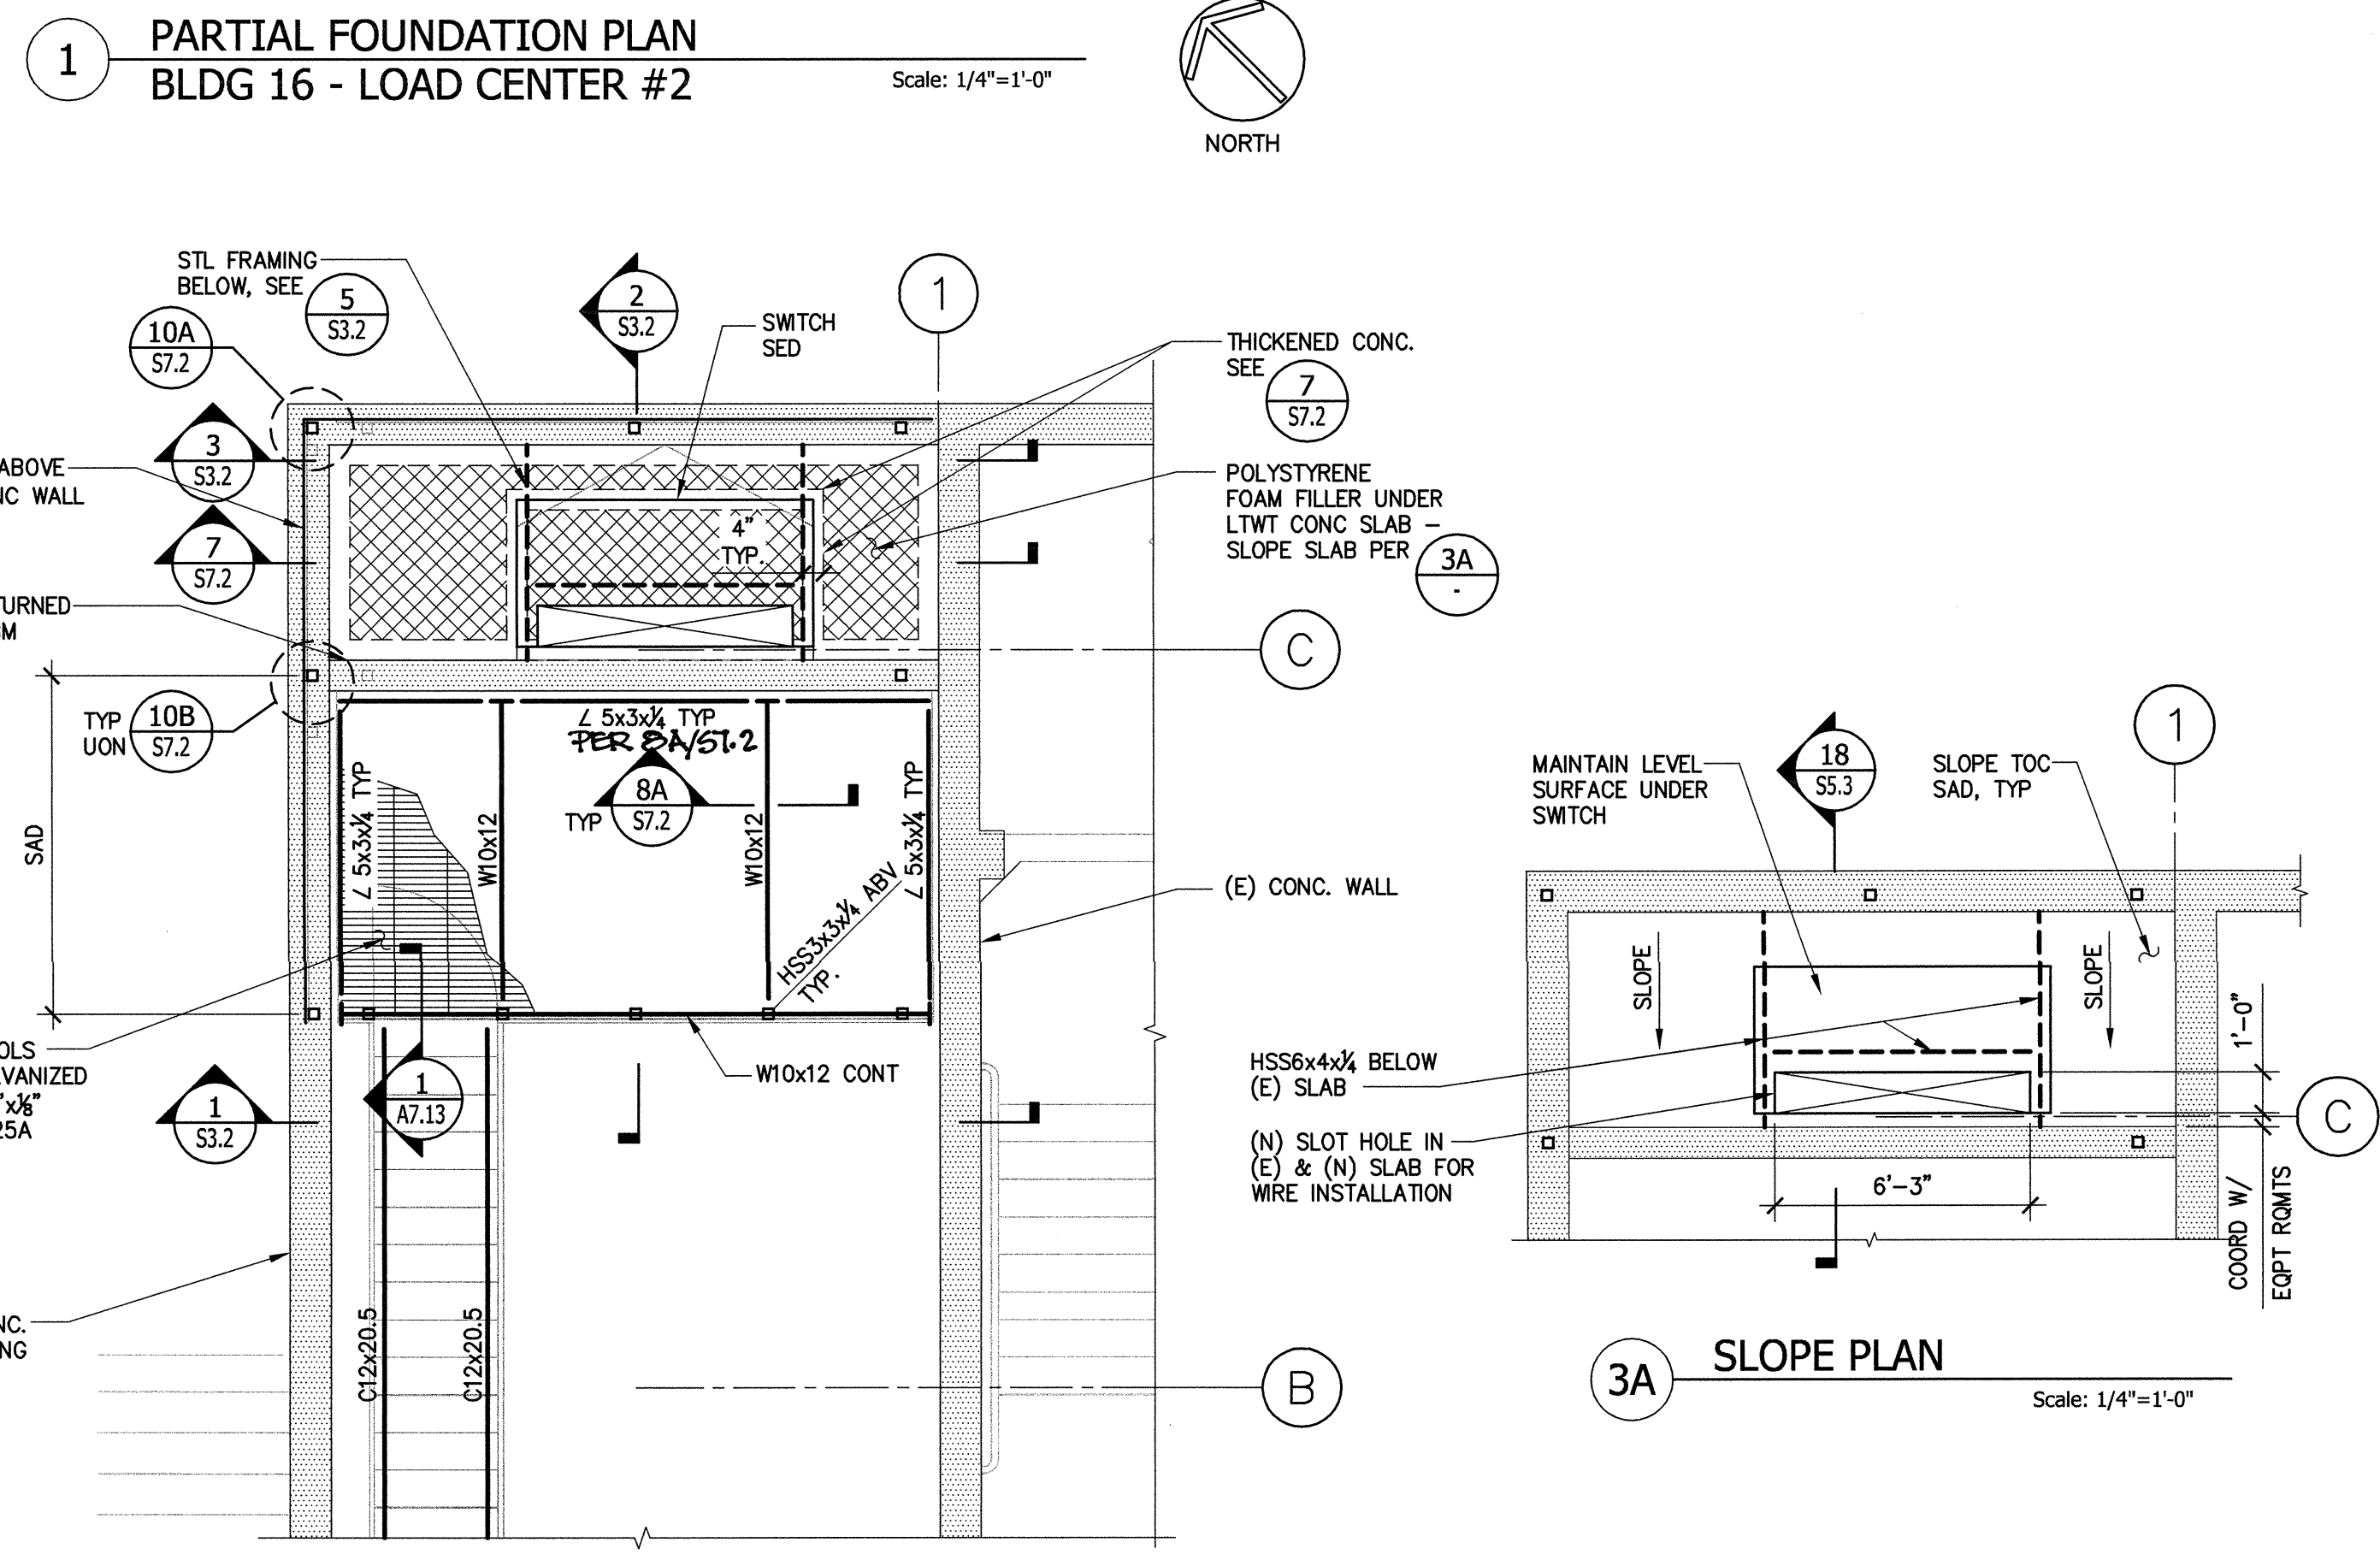 1
PARTIAL FOUNDATION PLAN
BLDG 16 - LOAD CENTER #2
Scale: 1/4"=1'-0"
NORTH
STL FRAMING
BELOW, SEE
5
S3.2
10A
S7.2
2
S3.2
SWITCH
SED
1
THICKENED CONC.
SEE
7
S7.2
3
S3.2
ABOVE
NC WALL
POLYSTYRENE
FOAM FILLER UNDER
LTWT CONC SLAB -
SLOPE SLAB PER
3A
-
4"
TYP.
7
S7.2
TURNED
C
TYP
UON
10B
S7.2
∠ 5x3x¼ TYP
PER 8A/S7.2
TYP
8A
S7.2
∠ 5x3x¼ TYP
W10x12
W10x12
∠ 5x3x¼ TYP
HSS3x3x¼ ABV
TYP.
SAD
(E) CONC. WALL
OLS
VANIZED
"x⅛"
25A
W10x12 CONT
1
A7.13
1
S3.2
NC.
NG
C12x20.5
C12x20.5
B
MAINTAIN LEVEL
SURFACE UNDER
SWITCH
18
S5.3
SLOPE TOC
SAD, TYP
1
SLOPE
SLOPE
1'-0"
HSS6x4x¼ BELOW
(E) SLAB
C
(N) SLOT HOLE IN
(E) & (N) SLAB FOR
WIRE INSTALLATION
6'-3"
COORD W/
EQPT RQMTS
3A
SLOPE PLAN
Scale: 1/4"=1'-0"